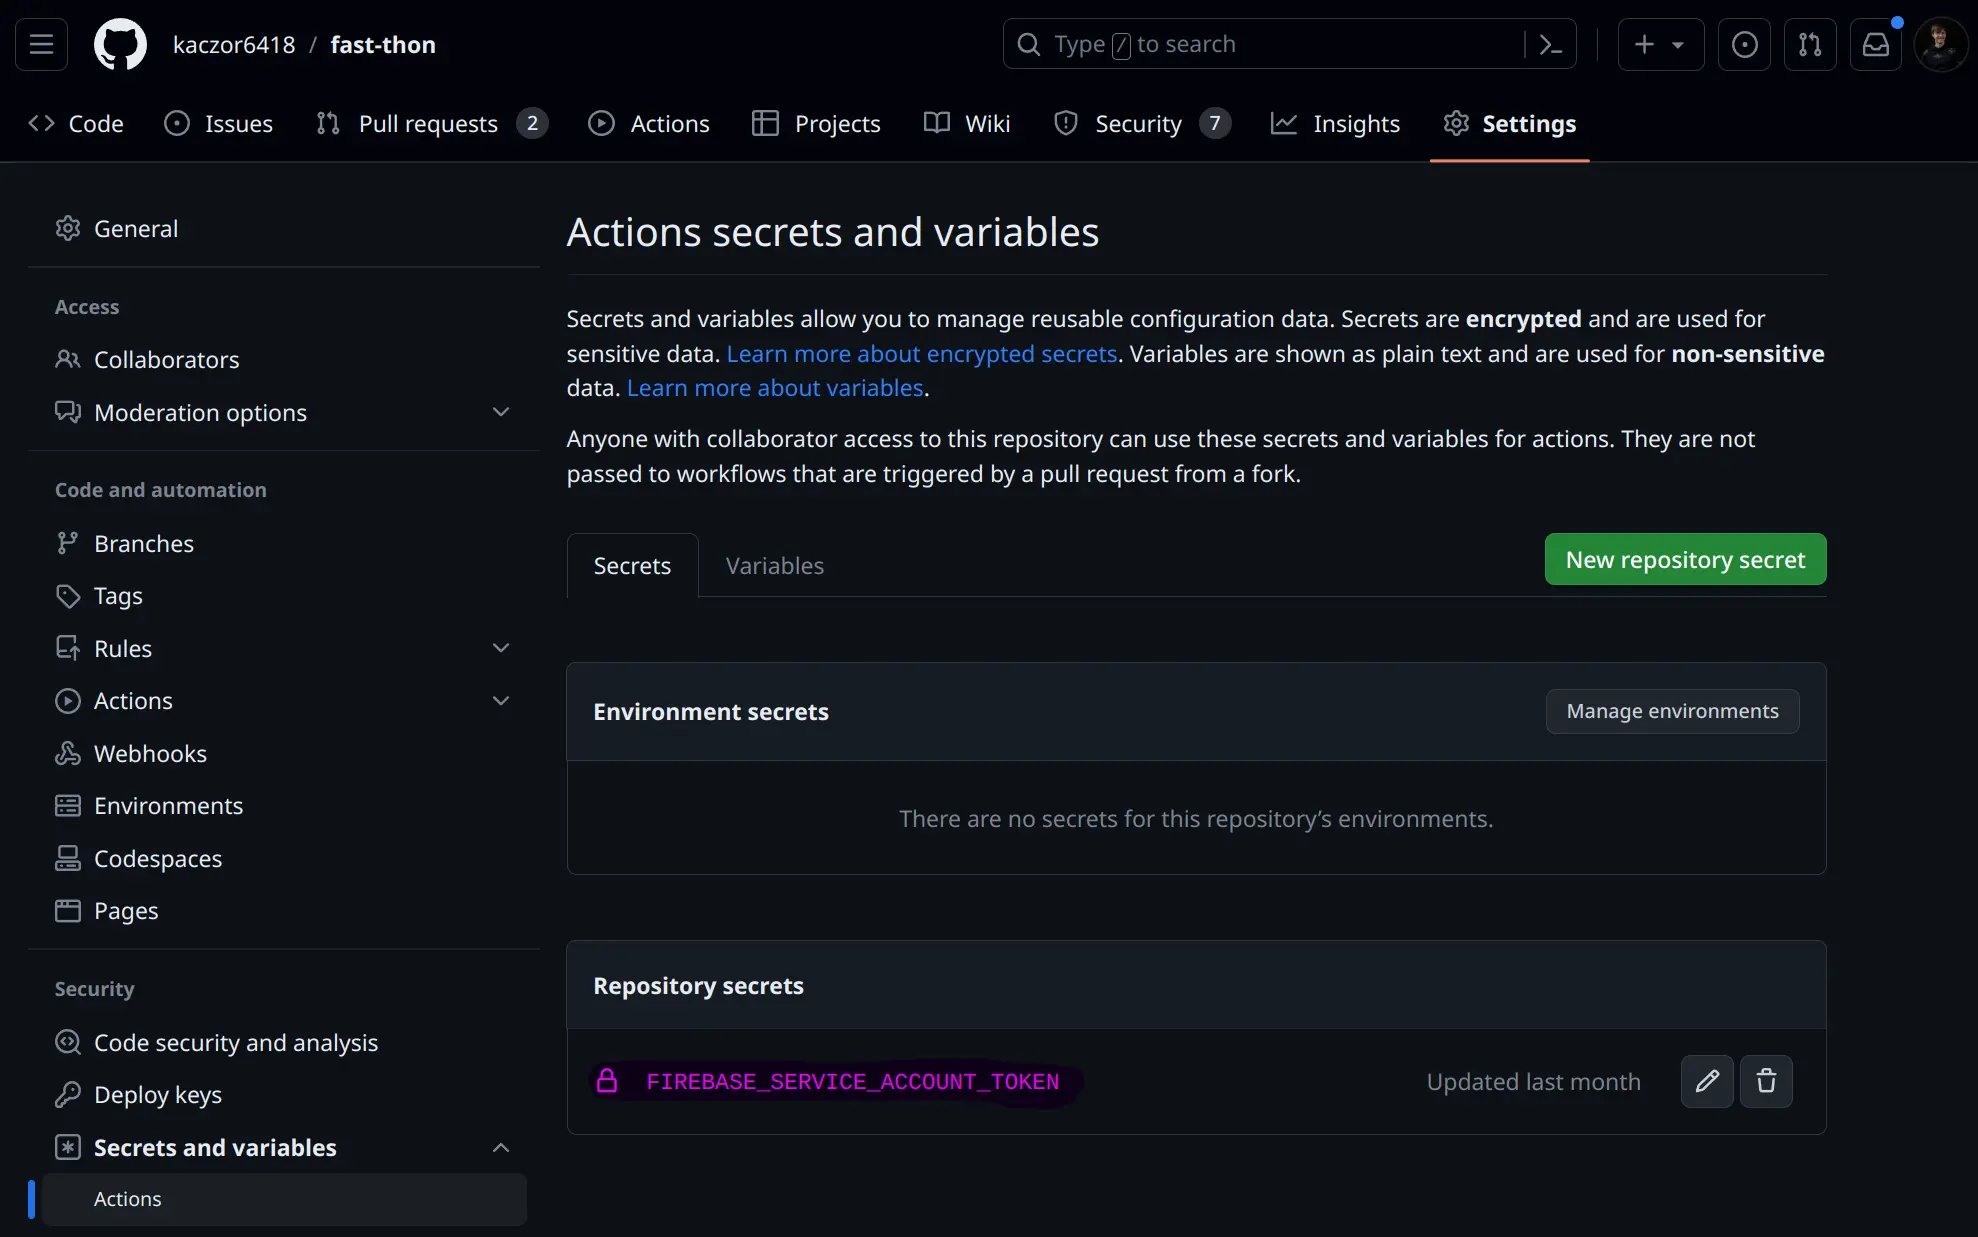 kaczor6418 / fast-thon
Type / to search
Code
Issues
Pull requests 2
Actions
Projects
Wiki
Security 7
Insights
Settings
General
Access
Collaborators
Moderation options
Code and automation
Branches
Tags
Rules
Actions
Webhooks
Environments
Codespaces
Pages
Security
Code security and analysis
Deploy keys
Secrets and variables
Actions
Actions secrets and variables
Secrets and variables allow you to manage reusable configuration data. Secrets are encrypted and are used for
sensitive data. Learn more about encrypted secrets. Variables are shown as plain text and are used for non-sensitive
data. Learn more about variables.
Anyone with collaborator access to this repository can use these secrets and variables for actions. They are not
passed to workflows that are triggered by a pull request from a fork.
Secrets
Variables
New repository secret
Environment secrets
Manage environments
There are no secrets for this repository’s environments.
Repository secrets
FIREBASE_SERVICE_ACCOUNT_TOKEN
Updated last month